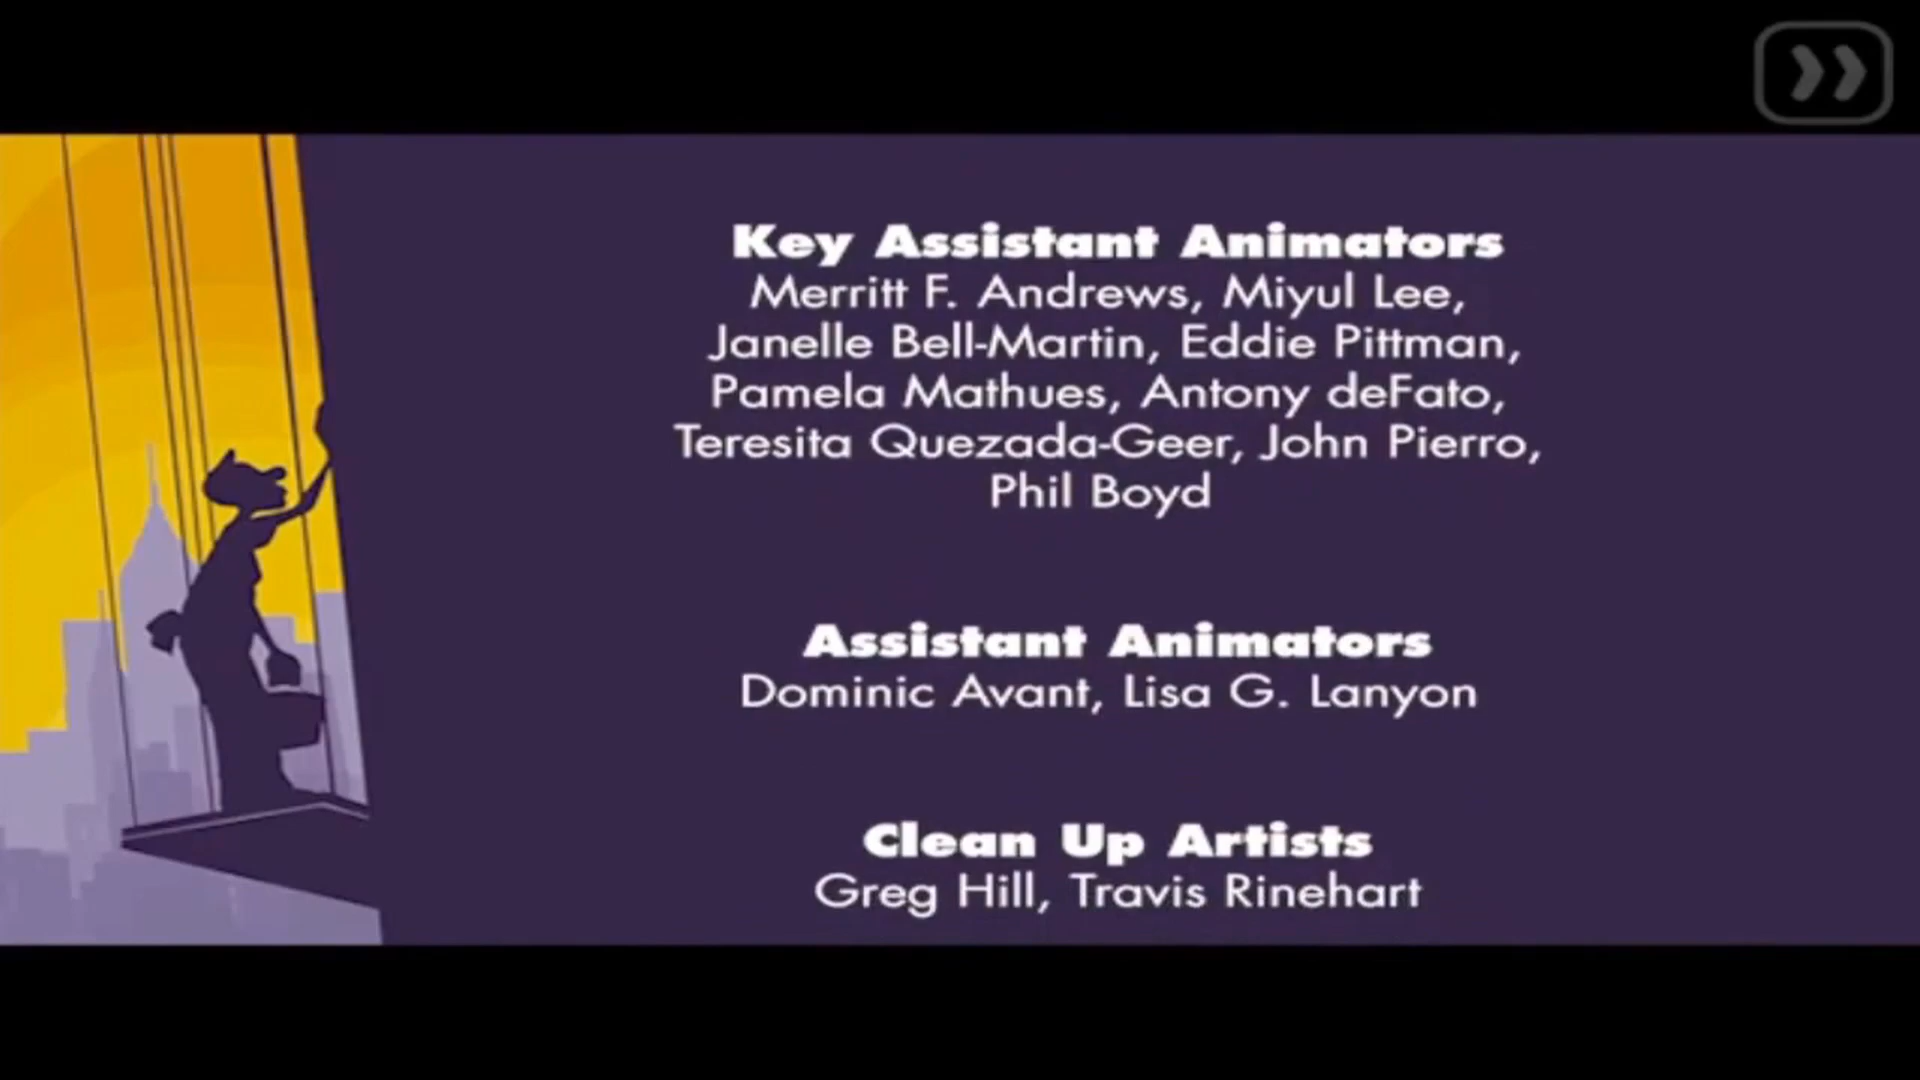 Key Assistant Animators
Merritt F. Andrews, Miyul Lee,
Janelle Bell-Martin, Eddie Pittman,
Pamela Mathues, Antony deFato,
Teresita Quezada-Geer, John Pierro,
Phil Boyd
Assistant Animators
Dominic Avant, Lisa G. Lanyon
Clean Up Artists
Greg Hill, Travis Rinehart